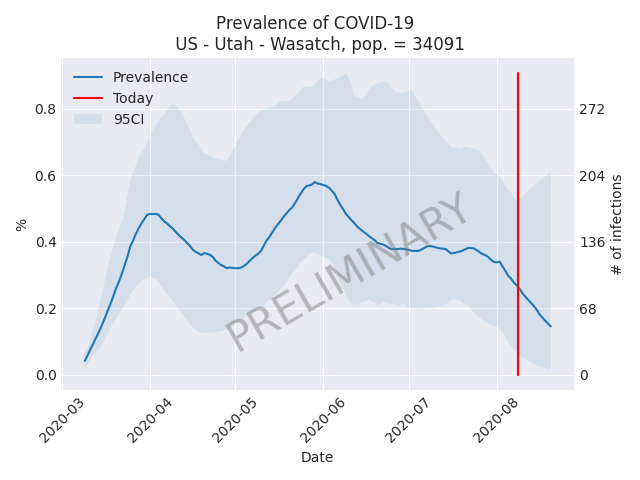 Prevalence of COVID-19
US - Utah - Wasatch, pop. = 34091
Prevalence
Today
95CI
%
0.8
0.6
0.4
0.2
0.0
272
204
136
68
0
# of infections
PRELIMINARY
2020-03
2020-04
2020-05
2020-06
2020-07
2020-08
Date